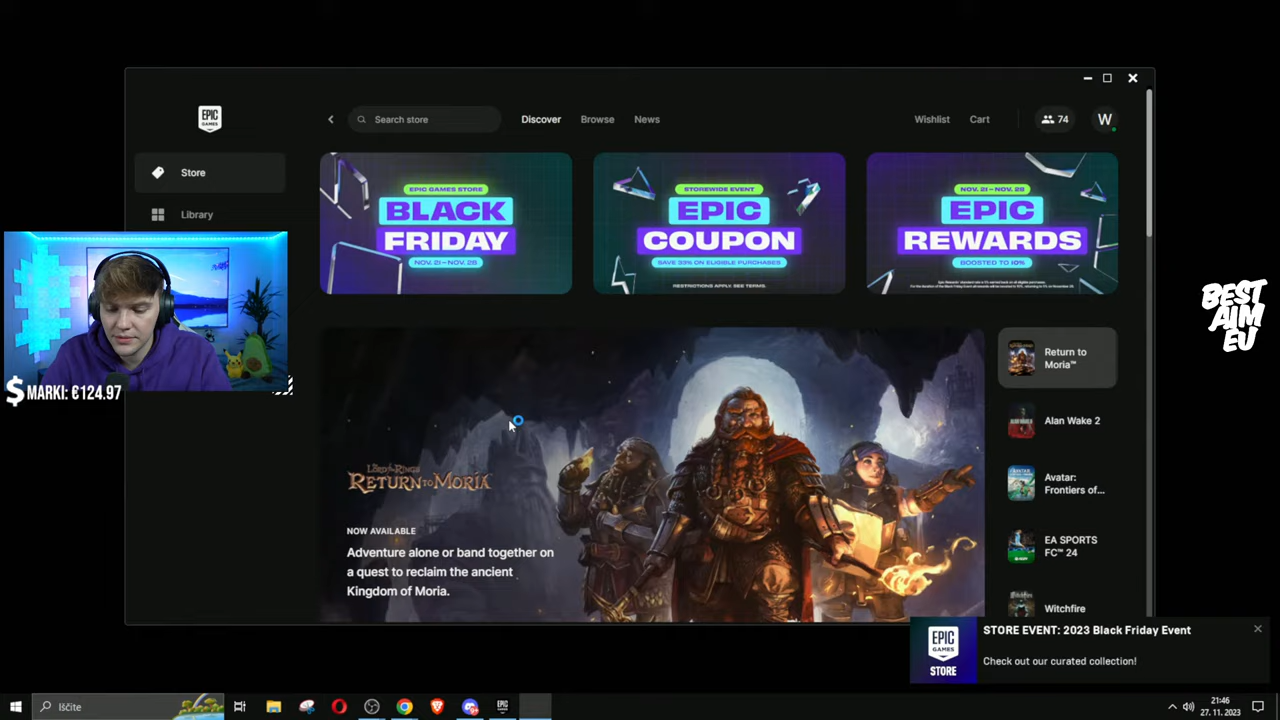 EPIC GAMES
Search store
Discover
Browse
News
Wishlist
Cart
74
W
Store
Library
EPIC GAMES STORE
BLACK
FRIDAY
NOV. 21–NOV. 28
STOREWIDE EVENT
EPIC
COUPON
SAVE 33% ON ELIGIBLE PURCHASES
RESTRICTIONS APPLY. SEE TERMS.
NOV. 21–NOV. 28
EPIC
REWARDS
BOOSTED TO 10%
$ MARKI: €124.97
BEST
AIM
EU
THE LORD OF THE RINGS
RETURN TO MORIA
NOW AVAILABLE
Adventure alone or band together on
a quest to reclaim the ancient
Kingdom of Moria.
Return to
Moria™
Alan Wake 2
Avatar:
Frontiers of...
EA SPORTS
FC™ 24
Witchfire
EPIC GAMES
STORE
STORE EVENT: 2023 Black Friday Event
Check out our curated collection!
Iščite
21:46
27. 11. 2023